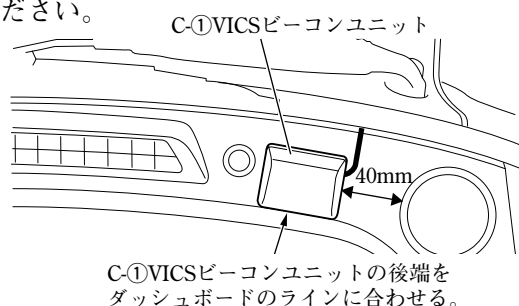 ださい。
C-①VICSビーコンユニット
40mm
C-①VICSビーコンユニットの後端を
ダッシュボードのラインに合わせる。